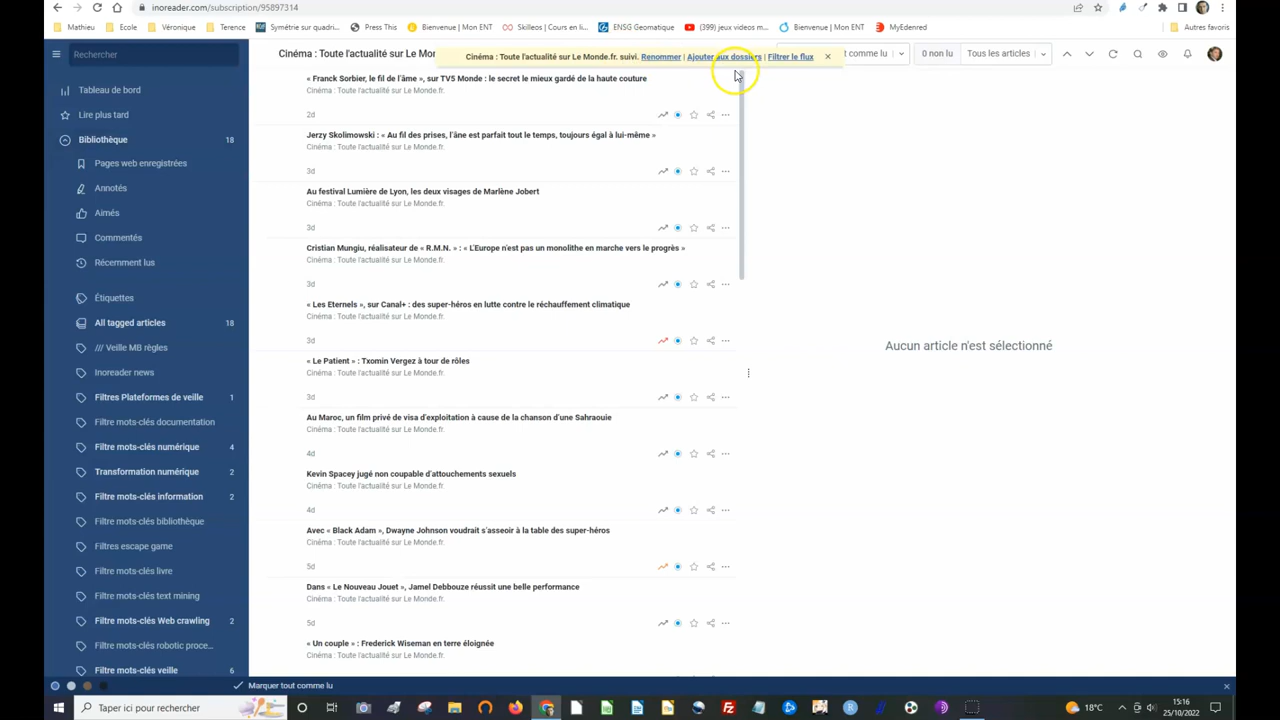 inoreader.com/subscription/95897314
Mathieu
Ecole
Véronique
Terence
Symétrie sur quadri...
Press This
Bienvenue | Mon ENT
Skilleos | Cours en li...
ENSG Geomatique
(399) jeux videos m...
Bienvenue | Mon ENT
MyEdenred
Autres favoris
Rechercher
Cinéma : Toute l'actualité sur Le Mon
Cinéma : Toute l'actualité sur Le Monde.fr. suivi. Renommer | Ajouter aux dossiers | Filtrer le flux
comme lu
0 non lu
Tous les articles
Tableau de bord
Lire plus tard
Bibliothèque 18
Pages web enregistrées
Annotés
Aimés
Commentés
Récemment lus
Étiquettes
All tagged articles 18
/// Veille MB règles
Inoreader news
Filtres Plateformes de veille 1
Filtre mots-clés documentation
Filtre mots-clés numérique 4
Transformation numérique 2
Filtre mots-clés information 2
Filtre mots-clés bibliothèque
Filtres escape game
Filtre mots-clés livre
Filtre mots-clés text mining
Filtre mots-clés Web crawling 2
Filtre mots-clés robotic proce...
Filtre mots-clés veille 6
« Franck Sorbier, le fil de l'âme », sur TV5 Monde : le secret le mieux gardé de la haute couture
Cinéma : Toute l'actualité sur Le Monde.fr.
2d
Jerzy Skolimowski : « Au fil des prises, l'âne est parfait tout le temps, toujours égal à lui-même »
Cinéma : Toute l'actualité sur Le Monde.fr.
3d
Au festival Lumière de Lyon, les deux visages de Marlène Jobert
Cinéma : Toute l'actualité sur Le Monde.fr.
3d
Cristian Mungiu, réalisateur de « R.M.N. » : « L'Europe n'est pas un monolithe en marche vers le progrès »
Cinéma : Toute l'actualité sur Le Monde.fr.
3d
« Les Eternels », sur Canal+ : des super-héros en lutte contre le réchauffement climatique
Cinéma : Toute l'actualité sur Le Monde.fr.
3d
« Le Patient » : Txomin Vergez à tour de rôles
Cinéma : Toute l'actualité sur Le Monde.fr.
3d
Au Maroc, un film privé de visa d'exploitation à cause de la chanson d'une Sahraouie
Cinéma : Toute l'actualité sur Le Monde.fr.
4d
Kevin Spacey jugé non coupable d'attouchements sexuels
Cinéma : Toute l'actualité sur Le Monde.fr.
4d
Avec « Black Adam », Dwayne Johnson voudrait s'asseoir à la table des super-héros
Cinéma : Toute l'actualité sur Le Monde.fr.
5d
Dans « Le Nouveau Jouet », Jamel Debbouze réussit une belle performance
Cinéma : Toute l'actualité sur Le Monde.fr.
5d
« Un couple » : Frederick Wiseman en terre éloignée
Cinéma : Toute l'actualité sur Le Monde.fr.
Aucun article n'est sélectionné
Marquer tout comme lu
Taper ici pour rechercher
18°C
15:16
25/10/2022